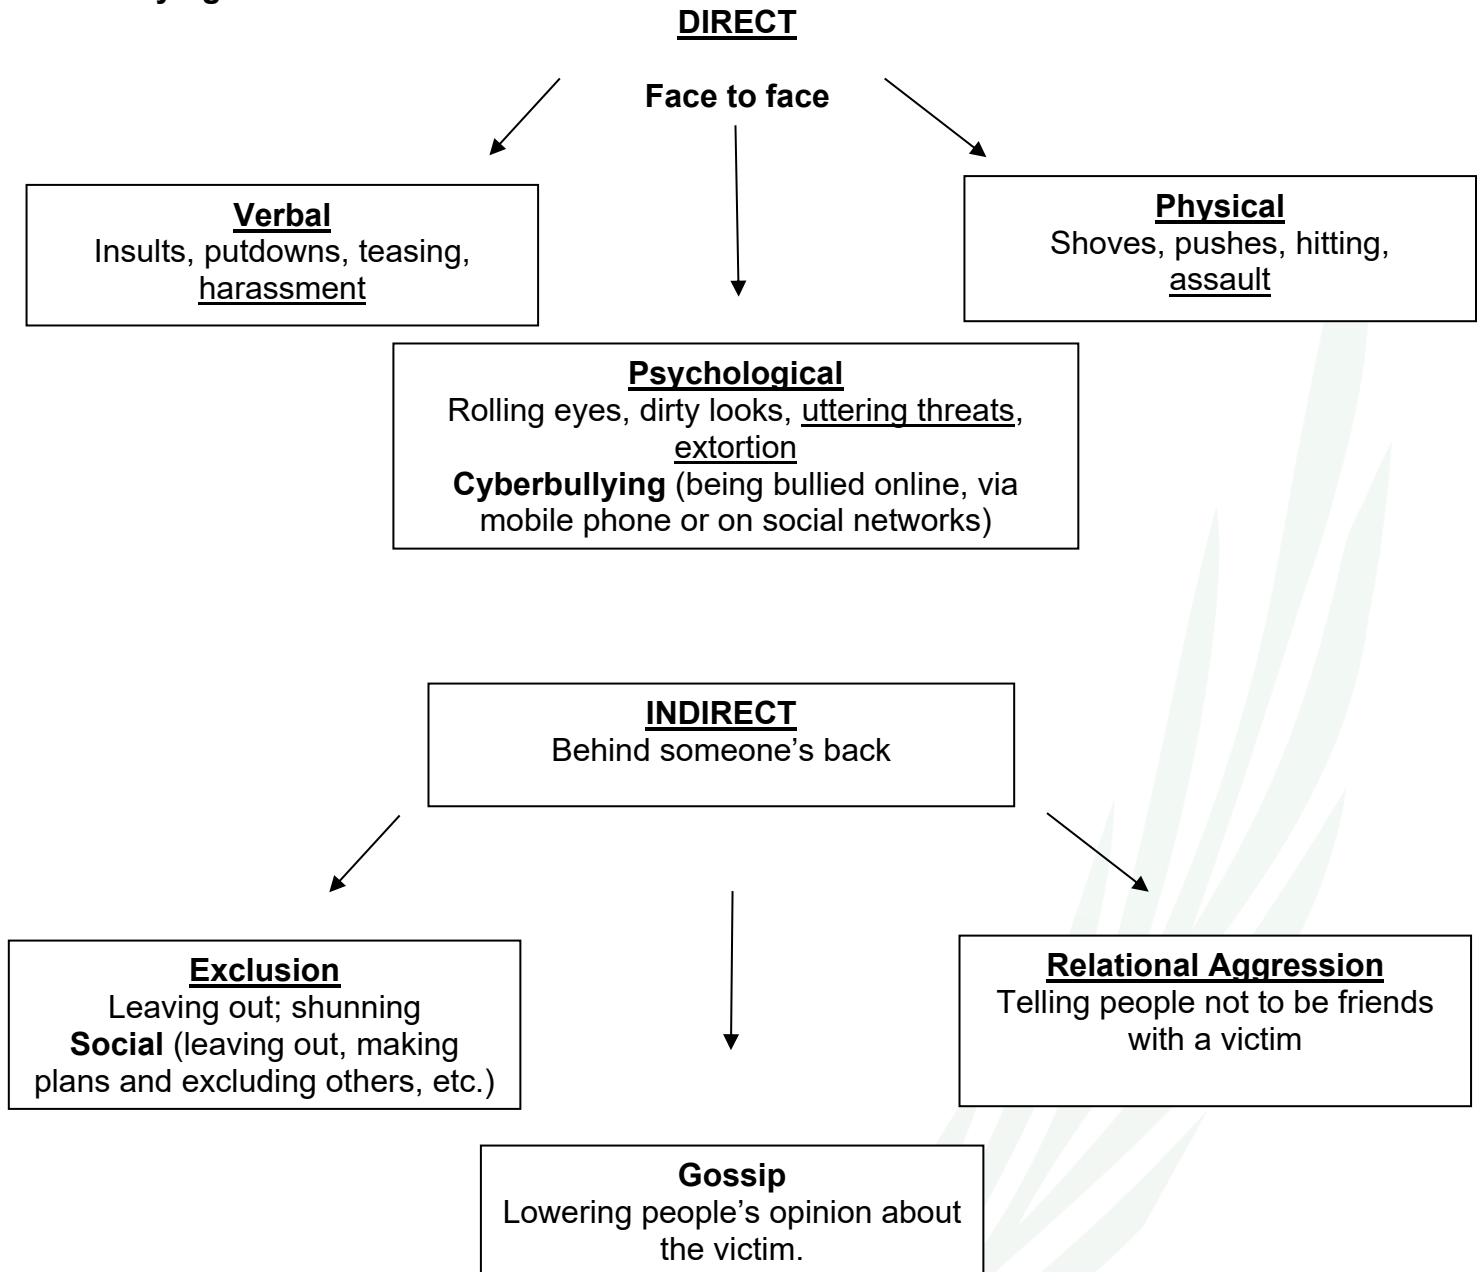 DIRECT
Face to face
Verbal
Insults, putdowns, teasing,
harassment
Physical
Shoves, pushes, hitting,
assault
Psychological
Rolling eyes, dirty looks, uttering threats,
extortion
Cyberbullying (being bullied online, via
mobile phone or on social networks)
INDIRECT
Behind someone’s back
Exclusion
Leaving out; shunning
Social (leaving out, making
plans and excluding others, etc.)
Relational Aggression
Telling people not to be friends
with a victim
Gossip
Lowering people’s opinion about
the victim.